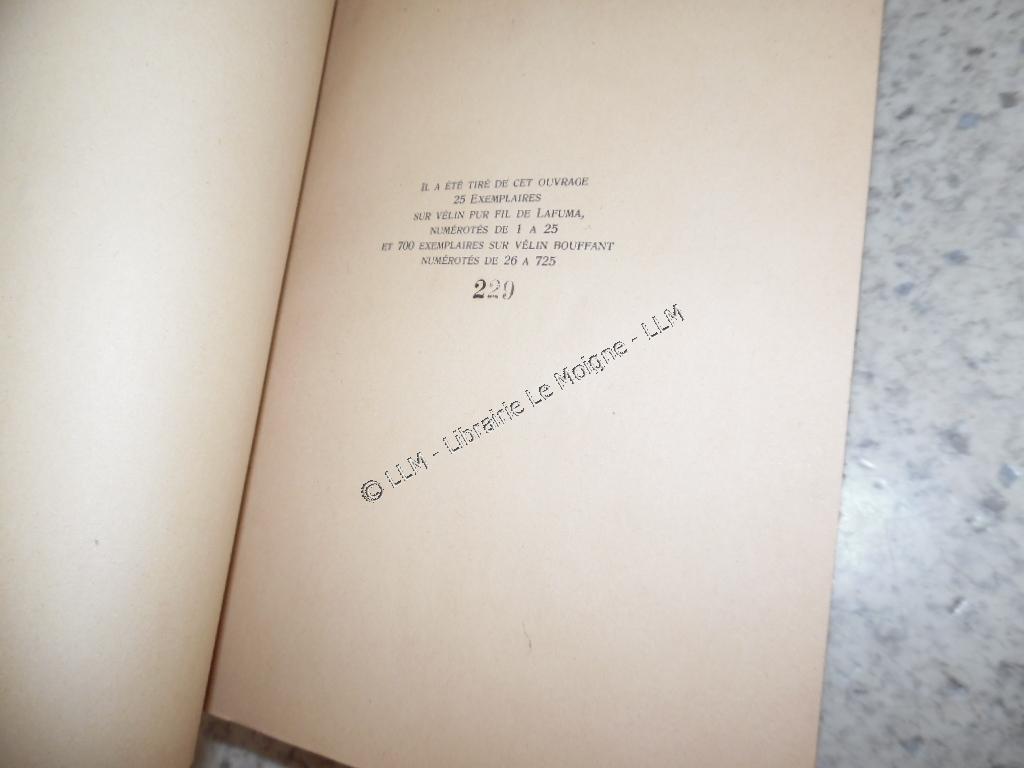 Il a été tiré de cet ouvrage
25 Exemplaires
sur vélin pur fil de Lafuma,
numérotés de 1 a 25
et 700 exemplaires sur vélin bouffant
numérotés de 26 a 725
229
© LLM - Librairie Le Moigne - LLM